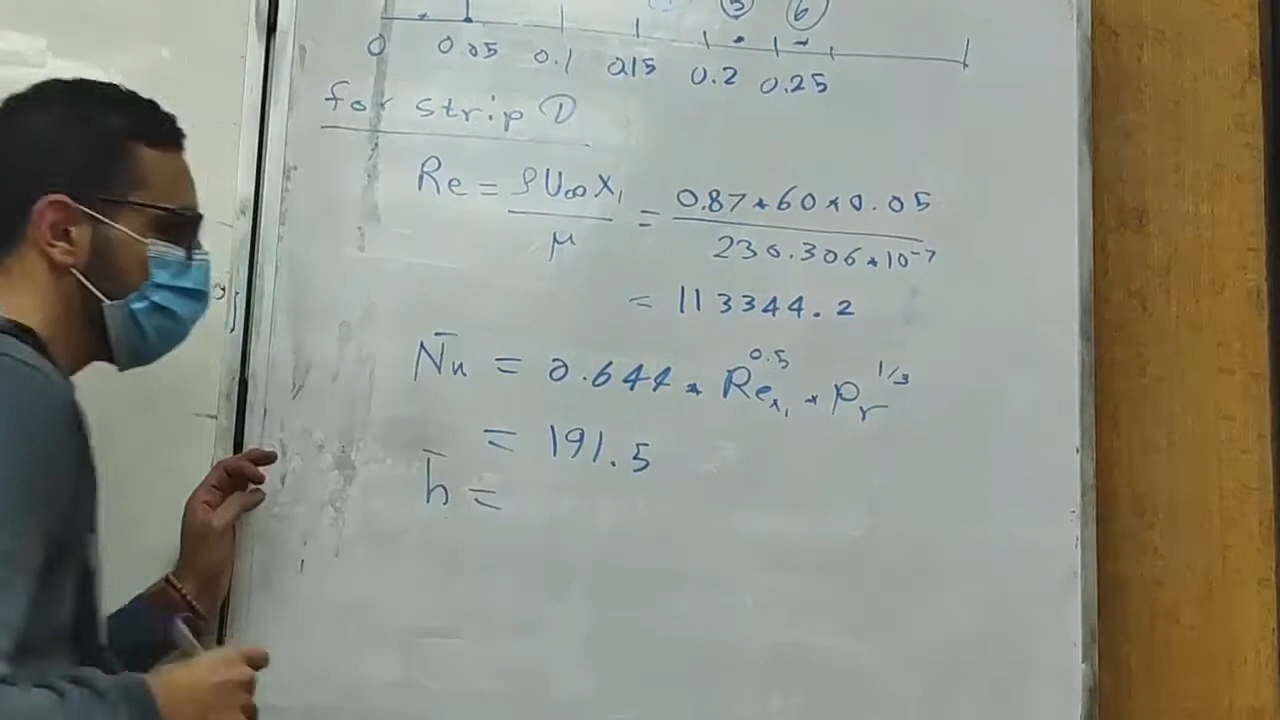 ⑤ ⑥
0 0.05 0.1 0.15 0.2 0.25
for strip ①
Re = ρU∞X₁ / μ = 0.87*60*0.05 / 230.306*10⁻⁷
= 113344.2
N̄u = 0.644 * Reₓ₁^0.5 * Pr^1/3
= 191.5
h̄ =